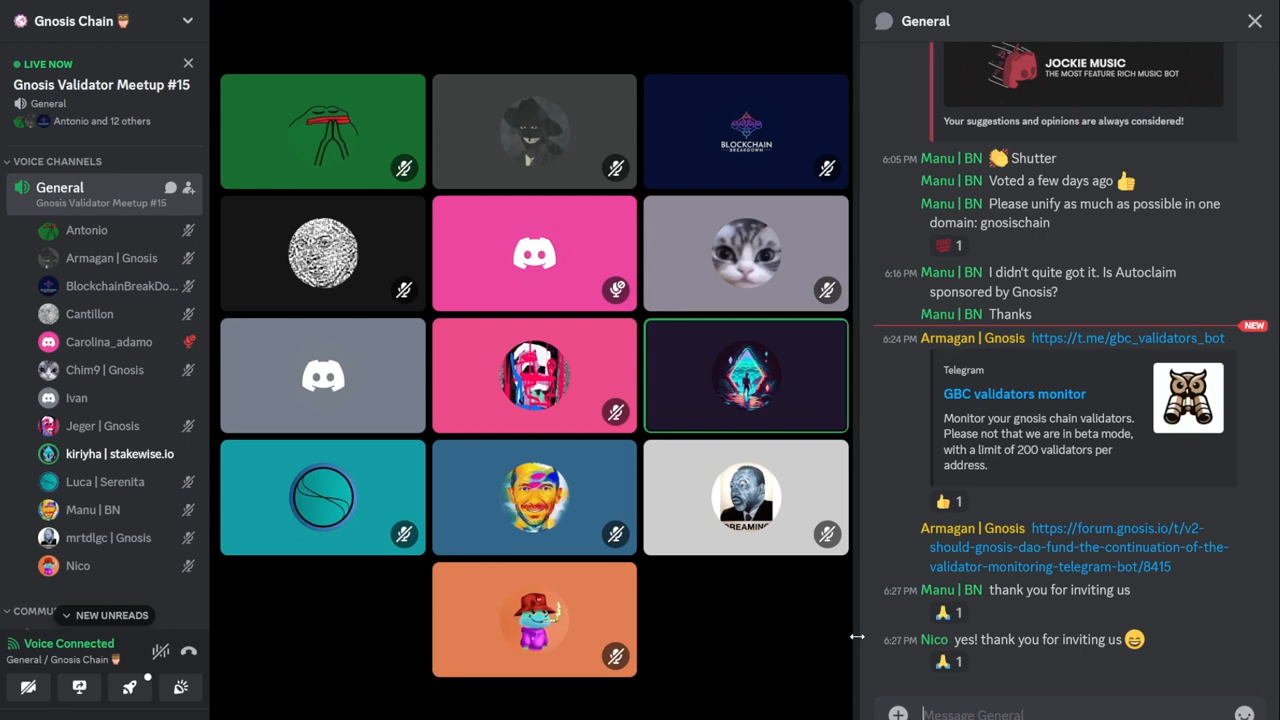 Gnosis Chain
LIVE NOW
Gnosis Validator Meetup #15
General
Antonio and 12 others
VOICE CHANNELS
General
Gnosis Validator Meetup #15
Antonio
Armagan | Gnosis
BlockchainBreakDo...
Cantillon
Carolina_adamo
Chim9 | Gnosis
Ivan
Jeger | Gnosis
kiriyha | stakewise.io
Luca | Serenita
Manu | BN
mrtdlgc | Gnosis
Nico
COMMU
NEW UNREADS
Voice Connected
General / Gnosis Chain
BLOCKCHAIN
BREAKDOWN
DREAMING
General
JOCKIE MUSIC
THE MOST FEATURE RICH MUSIC BOT
Your suggestions and opinions are always considered!
6:05 PM Manu | BN 👏 Shutter
Manu | BN Voted a few days ago 👍
Manu | BN Please unify as much as possible in one
domain: gnosischain
💯 1
6:16 PM Manu | BN I didn't quite got it. Is Autoclaim
sponsored by Gnosis?
Manu | BN Thanks
NEW
6:24 PM Armagan | Gnosis https://t.me/gbc_validators_bot
Telegram
GBC validators monitor
Monitor your gnosis chain validators.
Please not that we are in beta mode,
with a limit of 200 validators per
address.
👍 1
Armagan | Gnosis https://forum.gnosis.io/t/v2-
should-gnosis-dao-fund-the-continuation-of-the-
validator-monitoring-telegram-bot/8415
6:27 PM Manu | BN thank you for inviting us
🙏 1
6:27 PM Nico yes! thank you for inviting us 😄
🙏 1
Message General